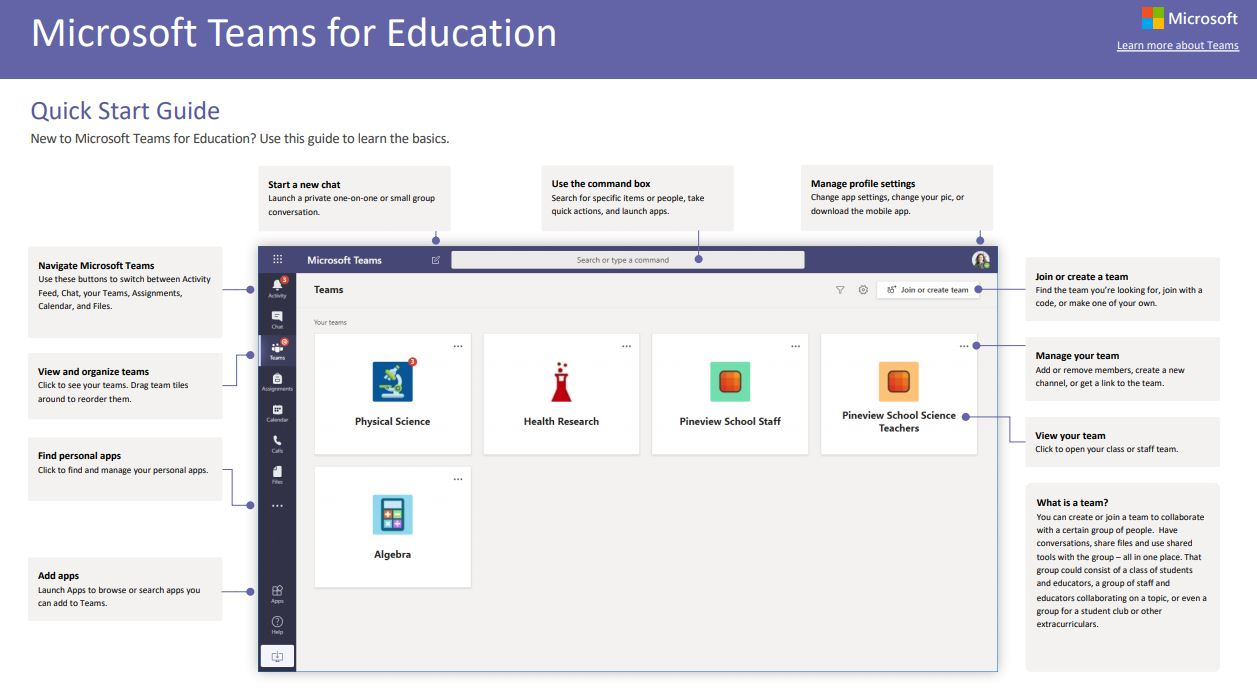 Microsoft Teams for Education
Microsoft
Learn more about Teams
Quick Start Guide
New to Microsoft Teams for Education? Use this guide to learn the basics.
Start a new chat
Launch a private one-on-one or small group
conversation.
Use the command box
Search for specific items or people, take
quick actions, and launch apps.
Manage profile settings
Change app settings, change your pic, or
download the mobile app.
Navigate Microsoft Teams
Use these buttons to switch between Activity
Feed, Chat, your Teams, Assignments,
Calendar, and Files.
View and organize teams
Click to see your teams. Drag team tiles
around to reorder them.
Find personal apps
Click to find and manage your personal apps.
Add apps
Launch Apps to browse or search apps you
can add to Teams.
Microsoft Teams
Search or type a command
3
Activity
Chat
Teams
Assignments
Calendar
Calls
Files
Apps
Help
Teams
Join or create team
Your teams
3
Physical Science
Health Research
Pineview School Staff
Pineview School Science
Teachers
Algebra
Join or create a team
Find the team you're looking for, join with a
code, or make one of your own.
Manage your team
Add or remove members, create a new
channel, or get a link to the team.
View your team
Click to open your class or staff team.
What is a team?
You can create or join a team to collaborate
with a certain group of people.  Have
conversations, share files and use shared
tools with the group – all in one place. That
group could consist of a class of students
and educators, a group of staff and
educators collaborating on a topic, or even a
group for a student club or other
extracurriculars.